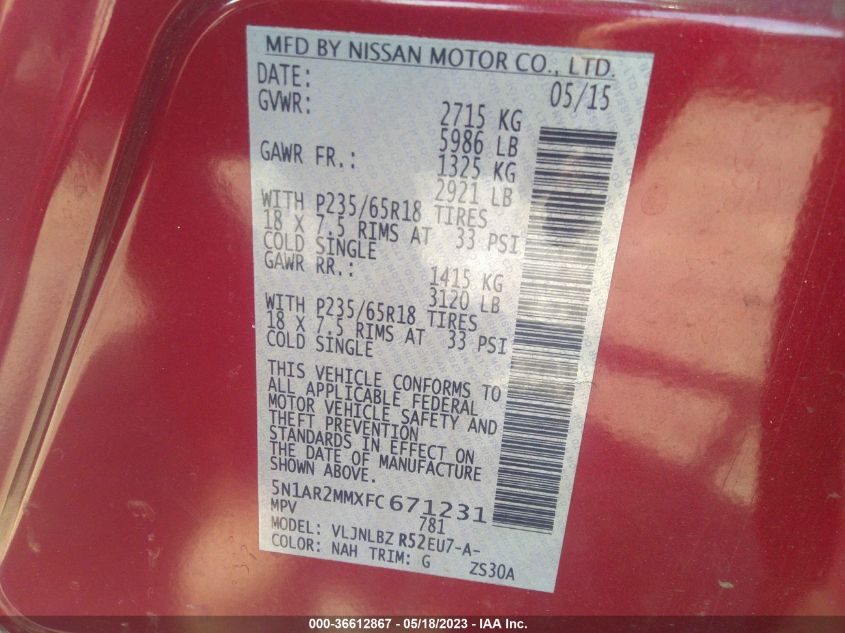 MFD BY NISSAN MOTOR CO., LTD.
DATE: 05/15
GVWR: 2715 KG
5986 LB
GAWR FR.: 1325 KG
2921 LB
WITH P235/65R18 TIRES
18 X 7.5 RIMS AT 33 PSI
COLD SINGLE
GAWR RR.: 1415 KG
3120 LB
WITH P235/65R18 TIRES
18 X 7.5 RIMS AT 33 PSI
COLD SINGLE
THIS VEHICLE CONFORMS TO
ALL APPLICABLE FEDERAL
MOTOR VEHICLE SAFETY AND
THEFT PREVENTION
STANDARDS IN EFFECT ON
THE DATE OF MANUFACTURE
SHOWN ABOVE.
5N1AR2MMXFC671231
MPV 781
MODEL: VLJNLBZ R52EU7-A-
COLOR: NAH TRIM: G ZS30A
000-36612867 - 05/18/2023 - IAA Inc.